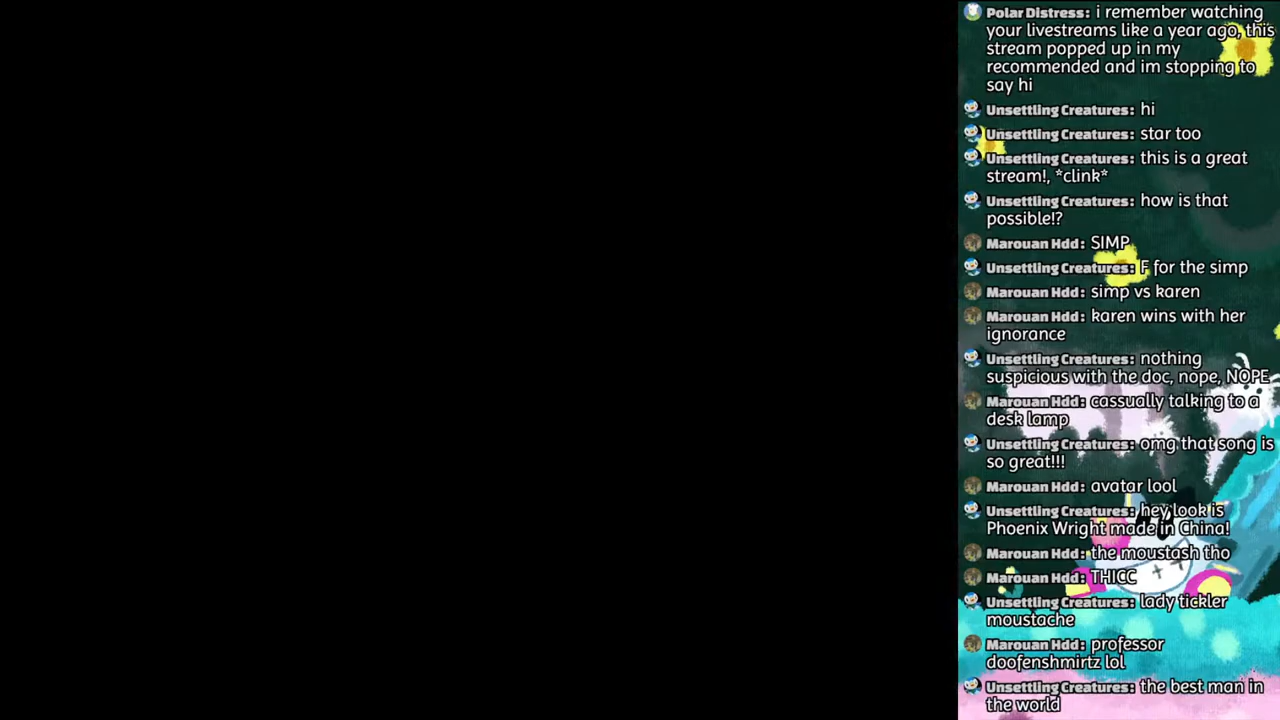 Polar Distress: i remember watching
your livestreams like a year ago, this
stream popped up in my
recommended and im stopping to
say hi
Unsettling Creatures: hi
Unsettling Creatures: star too
Unsettling Creatures: this is a great
stream!, *clink*
Unsettling Creatures: how is that
possible!?
Marouan Hdd: SIMP
Unsettling Creatures: F for the simp
Marouan Hdd: simp vs karen
Marouan Hdd: karen wins with her
ignorance
Unsettling Creatures: nothing
suspicious with the doc, nope, NOPE
Marouan Hdd: cassually talking to a
desk lamp
Unsettling Creatures: omg that song is
so great!!!
Marouan Hdd: avatar lool
Unsettling Creatures: hey look is
Phoenix Wright made in China!
Marouan Hdd: the moustash tho
Marouan Hdd: THICC
Unsettling Creatures: lady tickler
moustache
Marouan Hdd: professor
doofenshmirtz lol
Unsettling Creatures: the best man in
the world